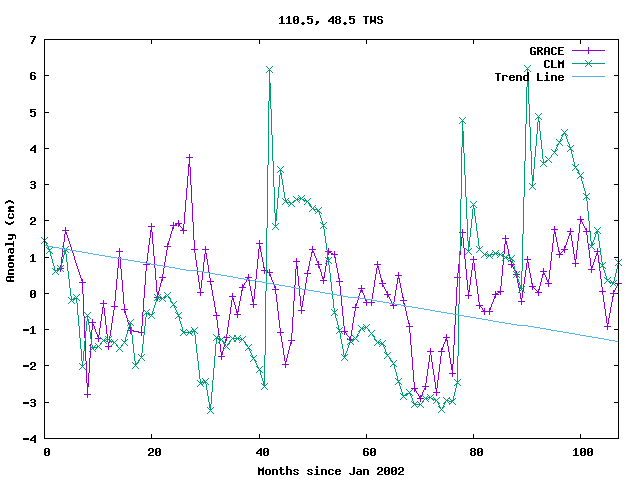 110.5, 48.5 TWS
GRACE
CLM
Trend Line
7
6
5
4
3
2
1
0
-1
-2
-3
-4
Anomaly (cm)
0 20 40 60 80 100
Months since Jan 2002